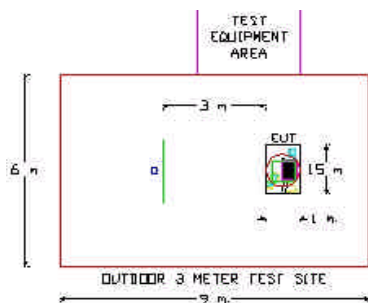 TEST
EQUIPMENT
AREA
3 m
EUT
6 m
1.5 m
1 m.
OUTDOOR 3 METER TEST SITE
9 m.